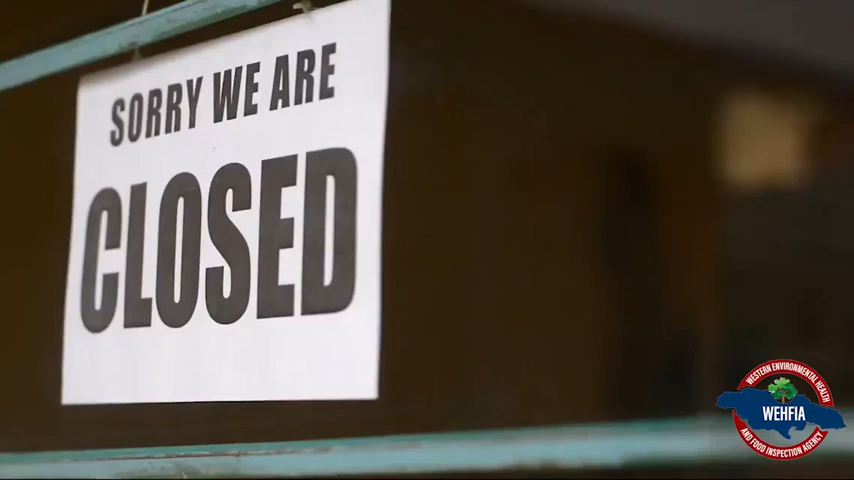 SORRY WE ARE
CLOSED
WESTERN ENVIRONMENTAL HEALTH
WEHFIA
AND FOOD INSPECTION AGENCY